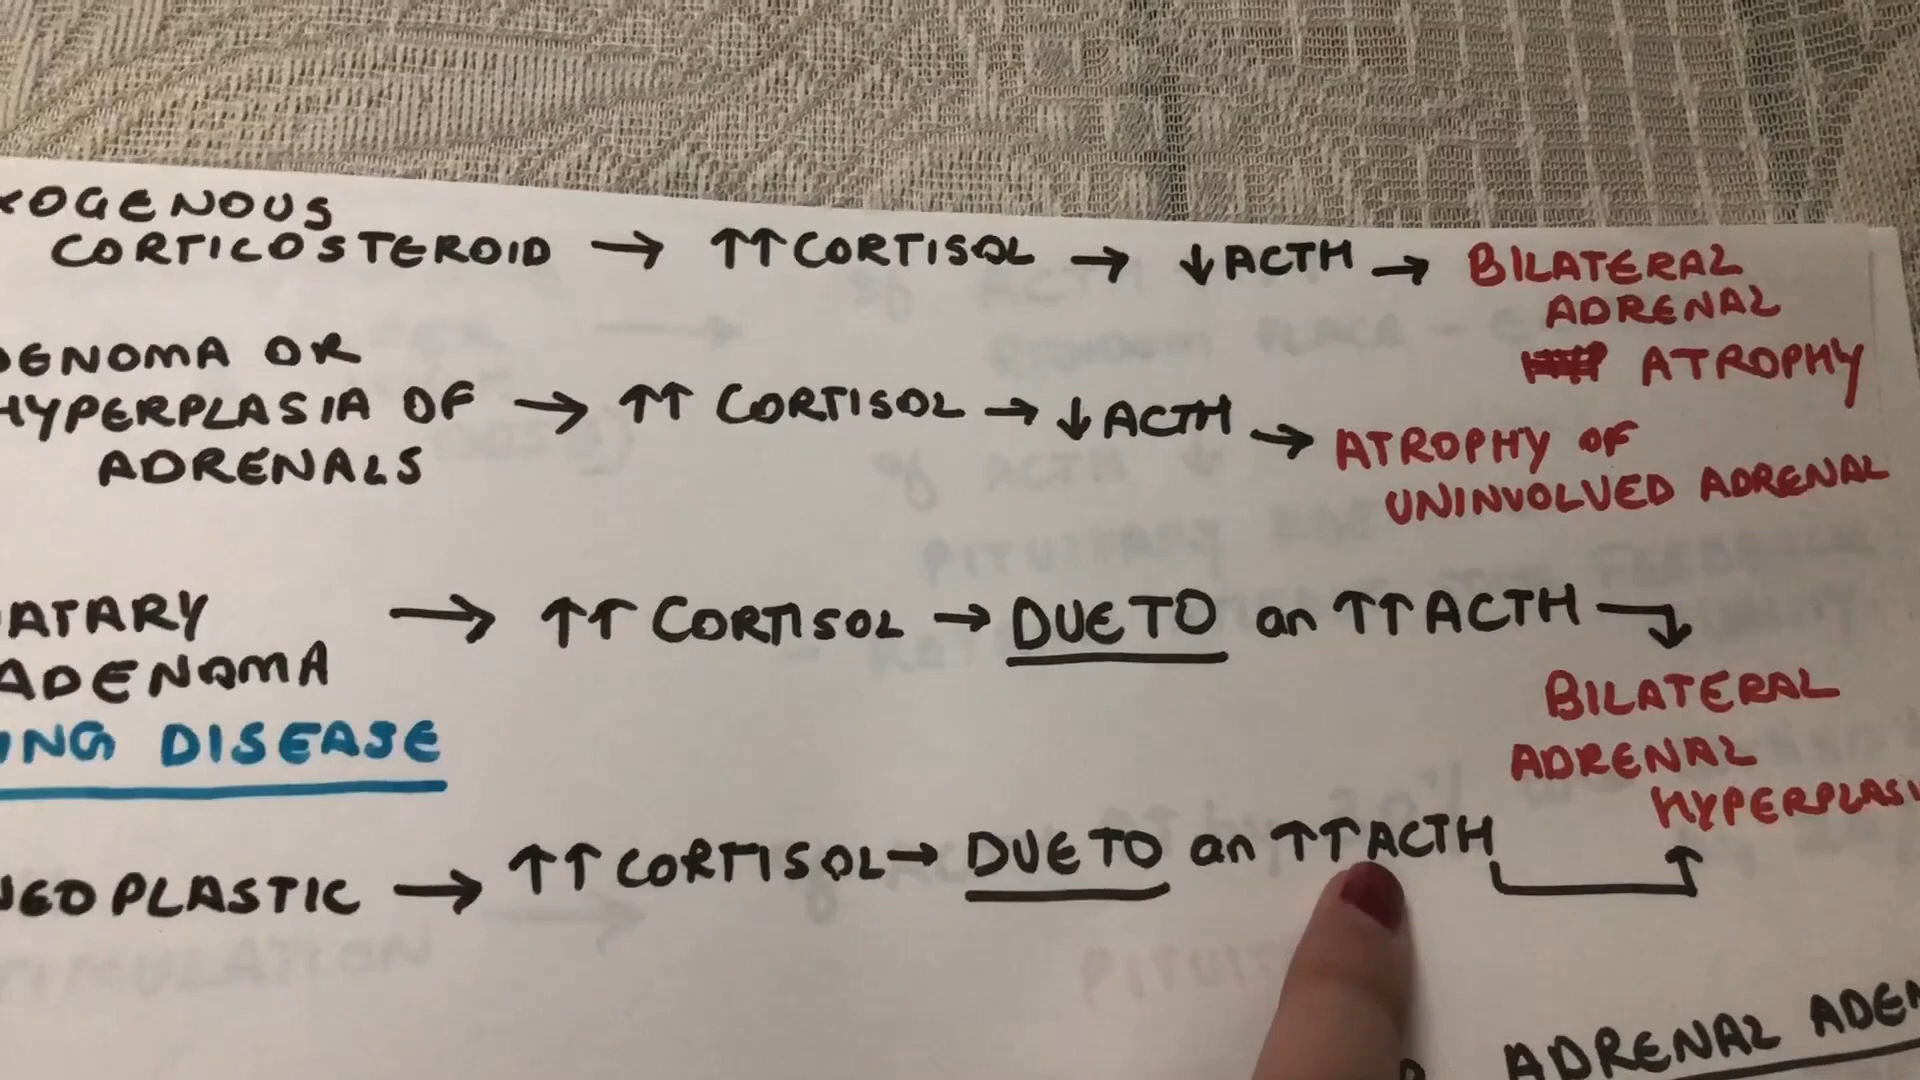 XOGENOUS
CORTICOSTEROID → ↑↑ CORTISOL → ↓ ACTH → BILATERAL
ADRENAL
ATROPHY
DENOMA OR
HYPERPLASIA OF → ↑↑ CORTISOL → ↓ ACTH → ATROPHY OF
ADRENALS
UNINVOLVED ADRENAL
ATARY → ↑↑ CORTISOL → DUE TO an ↑↑ ACTH
ADENOMA
BILATERAL
ADRENAL
HYPERPLASI
ING DISEASE
NEOPLASTIC → ↑↑ CORTISOL → DUE TO an ↑↑ ACTH
ADRENAL ADEN